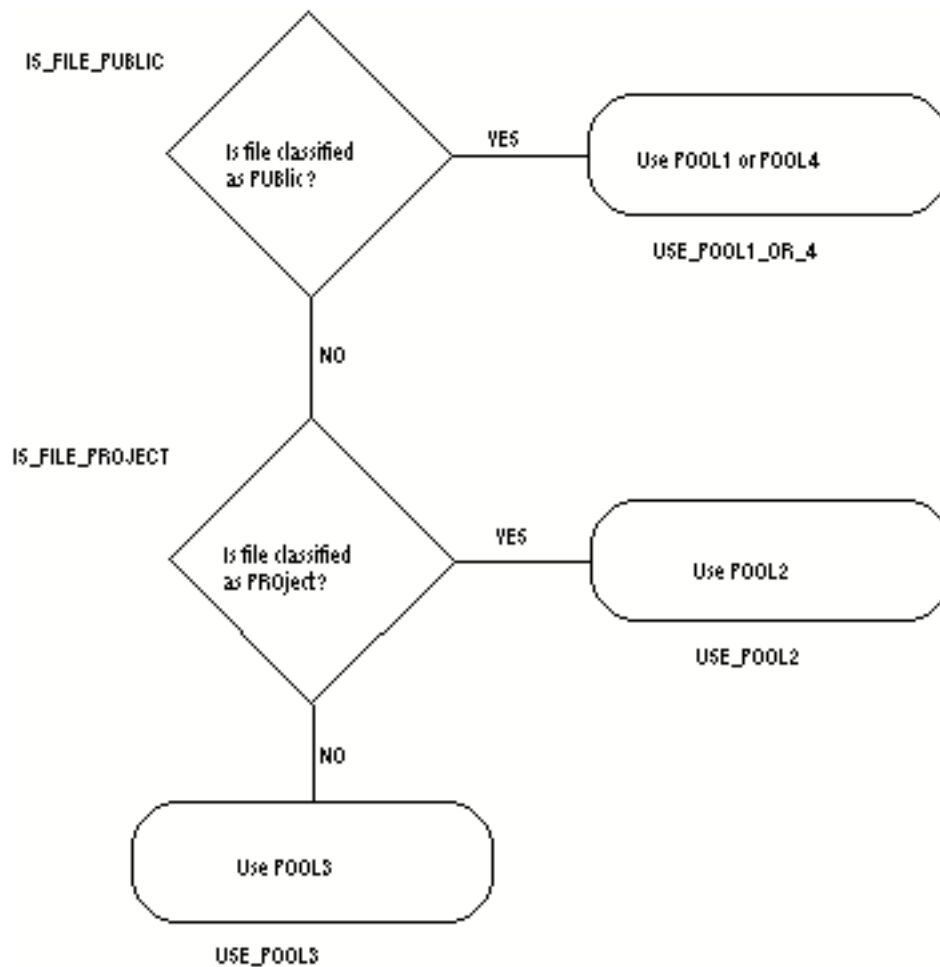 IS_FILE_PUBLIC
Is file classified
as PUBlic?
YES
Use POOL1 or POOL4
USE_POOL1_OR_4
NO
IS_FILE_PROJECT
Is file classified
as PROject?
YES
Use POOL2
USE_POOL2
NO
Use POOL3
USE_POOL3